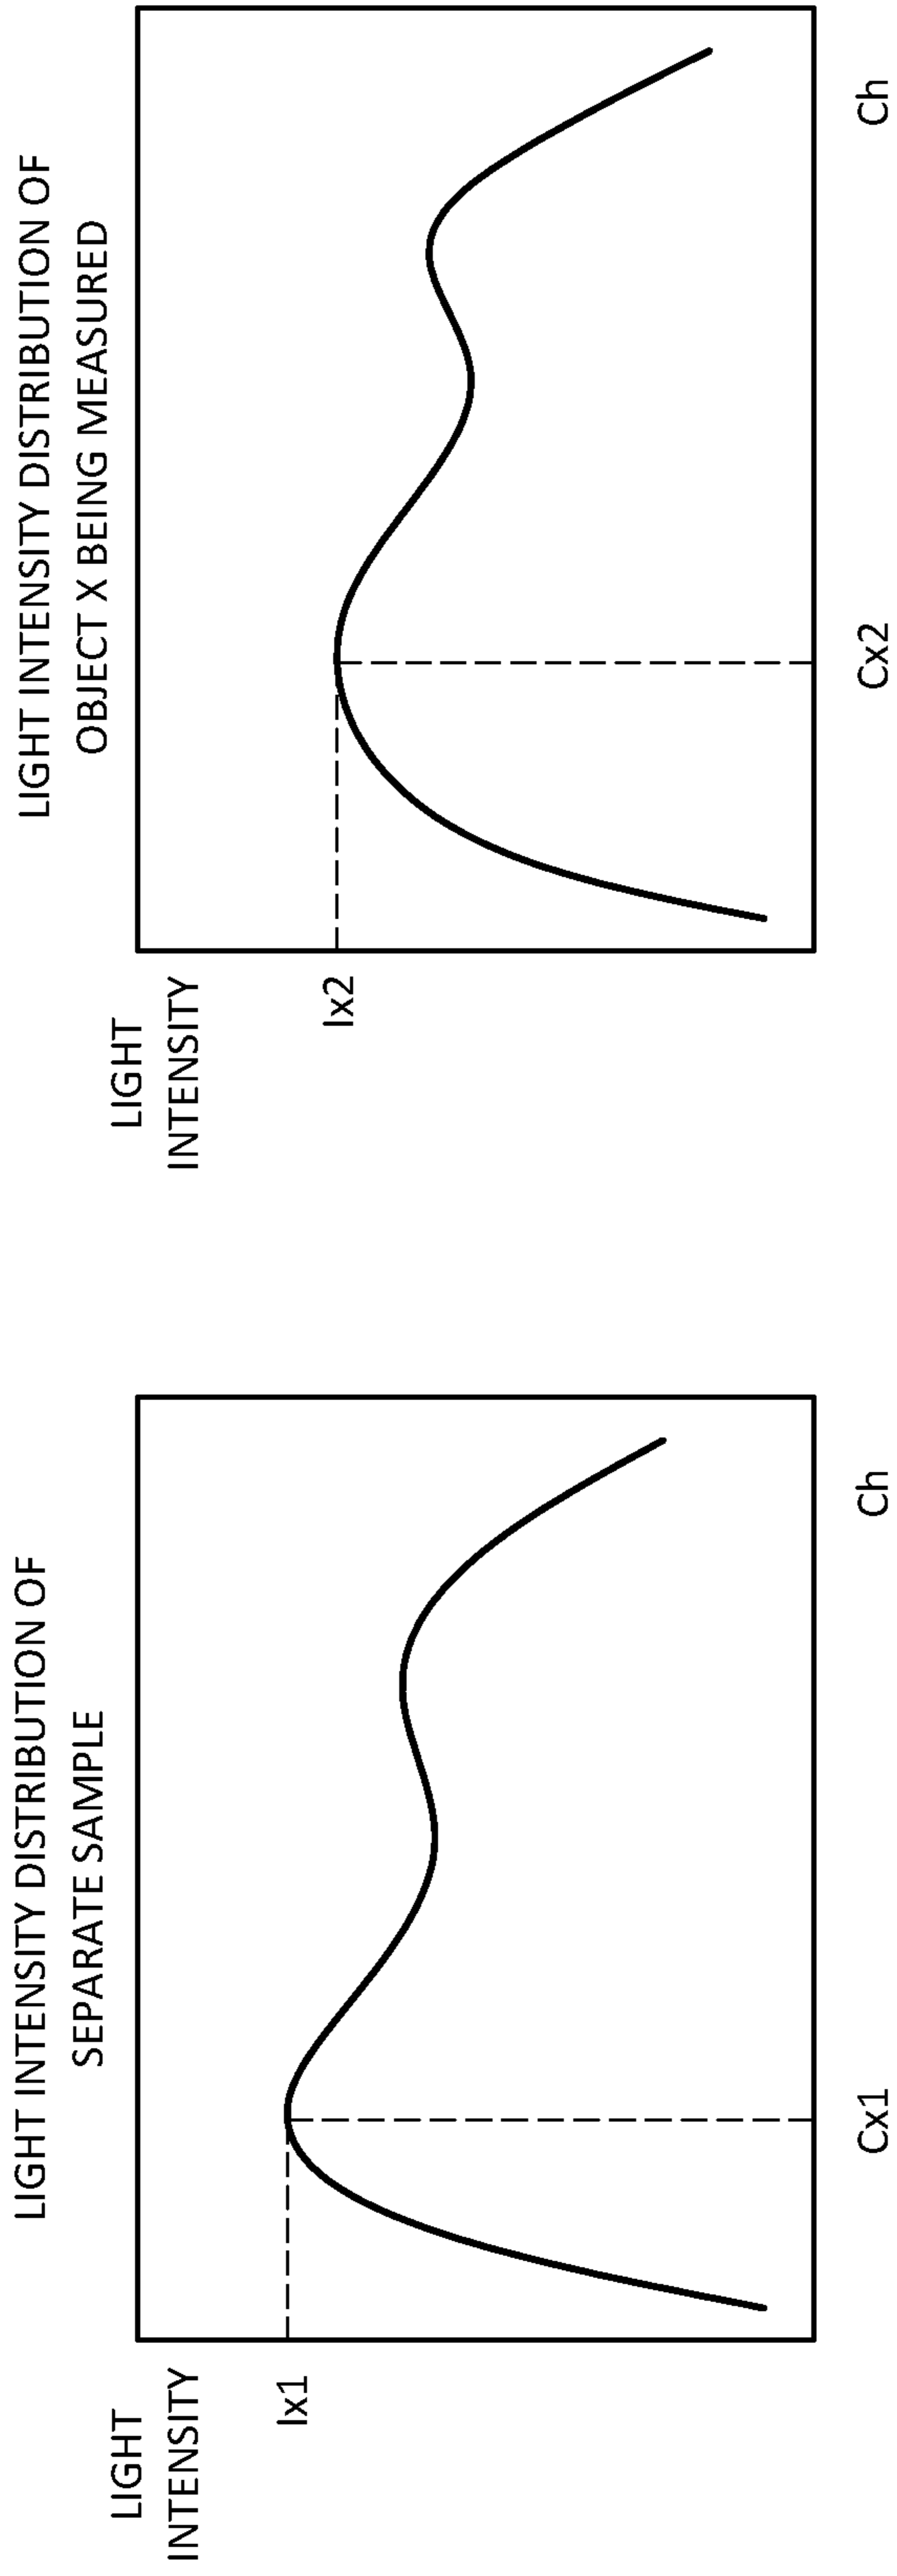 LIGHT INTENSITY DISTRIBUTION OF
SEPARATE SAMPLE
LIGHT
INTENSITY
Ix1
Cx1
Ch
LIGHT INTENSITY DISTRIBUTION OF
OBJECT X BEING MEASURED
LIGHT
INTENSITY
Ix2
Cx2
Ch